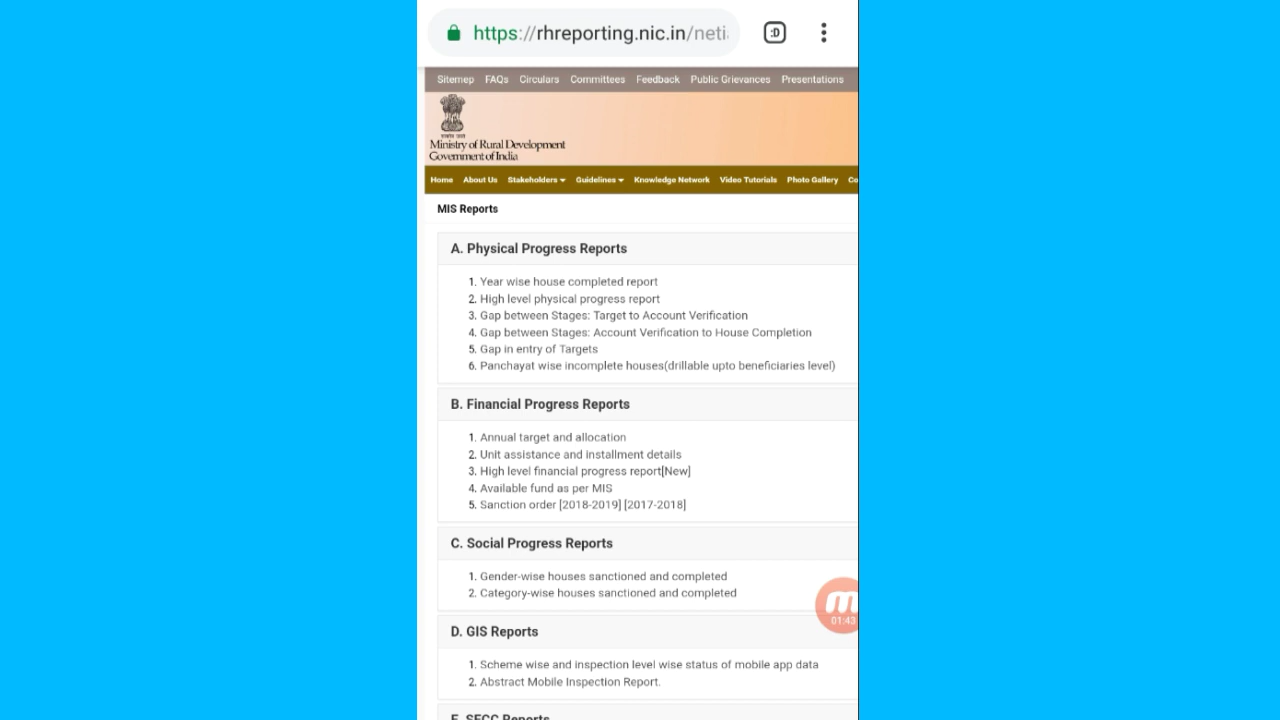 https://rhreporting.nic.in/neti
:D
Sitemep FAQs Circulars Committees Feedback Public Grievances Presentations
Ministry of Rural Development
Government of India
Home About Us Stakeholders Guidelines Knowledge Network Video Tutorials Photo Gallery Co
MIS Reports
A. Physical Progress Reports
1. Year wise house completed report
2. High level physical progress report
3. Gap between Stages: Target to Account Verification
4. Gap between Stages: Account Verification to House Completion
5. Gap in entry of Targets
6. Panchayat wise incomplete houses(drillable upto beneficiaries level)
B. Financial Progress Reports
1. Annual target and allocation
2. Unit assistance and installment details
3. High level financial progress report[New]
4. Available fund as per MIS
5. Sanction order [2018-2019] [2017-2018]
C. Social Progress Reports
1. Gender-wise houses sanctioned and completed
2. Category-wise houses sanctioned and completed
01:43
D. GIS Reports
1. Scheme wise and inspection level wise status of mobile app data
2. Abstract Mobile Inspection Report.
E. SECC Reports